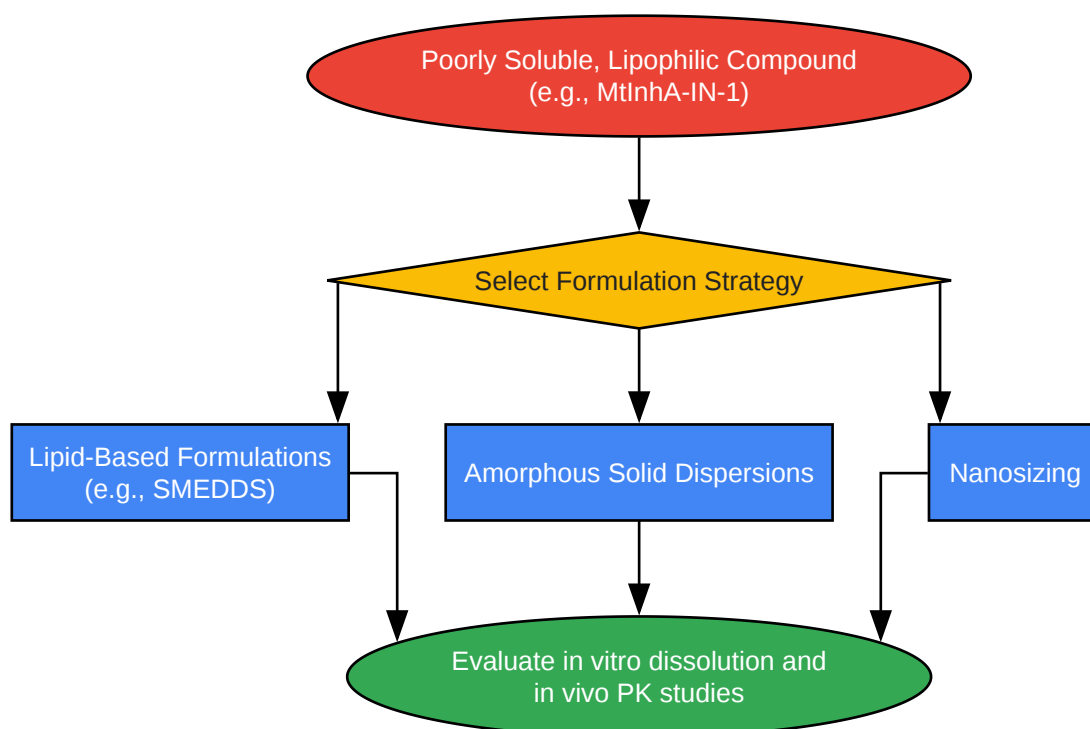 Poorly Soluble, Lipophilic Compound
(e.g., MtInhA-IN-1)
Select Formulation Strategy
Lipid-Based Formulations
(e.g., SMEDDS)
Amorphous Solid Dispersions
Nanosizing
Evaluate in vitro dissolution and
in vivo PK studies